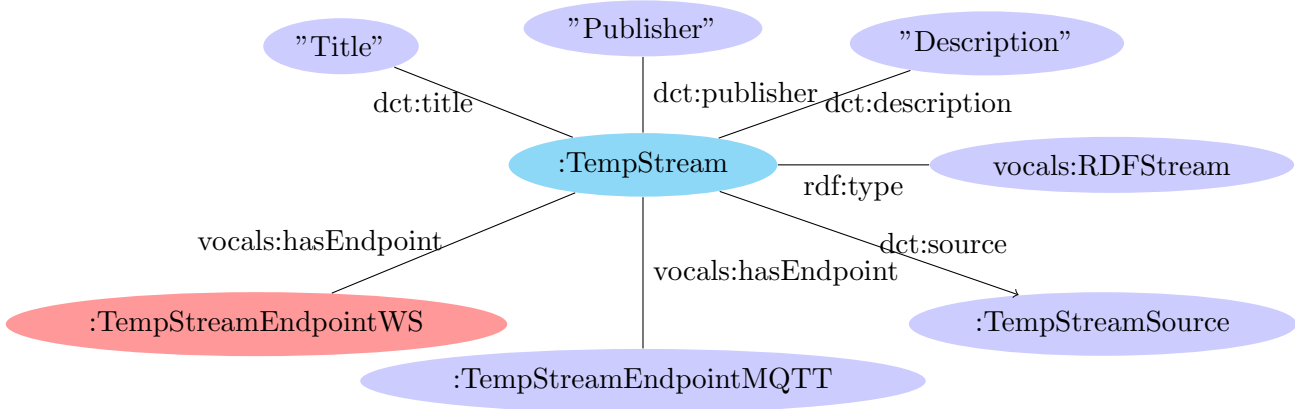 ”Title”
”Publisher”
”Description”
dct:title
dct:publisher
dct:description
:TempStream
vocals:RDFStream
rdf:type
vocals:hasEndpoint
vocals:hasEndpoint
dct:source
:TempStreamEndpointWS
:TempStreamSource
:TempStreamEndpointMQTT